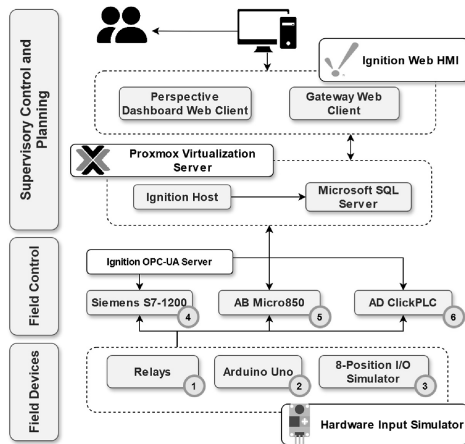 Supervisory Control and
Planning
Ignition Web HMI
Perspective
Dashboard Web Client
Gateway Web
Client
Proxmox Virtualization
Server
Ignition Host
Microsoft SQL
Server
Field Control
Ignition OPC-UA Server
Siemens S7-1200
4
AB Micro850
5
AD ClickPLC
6
Field Devices
Relays
1
Arduino Uno
2
8-Position I/O
Simulator
3
Hardware Input Simulator